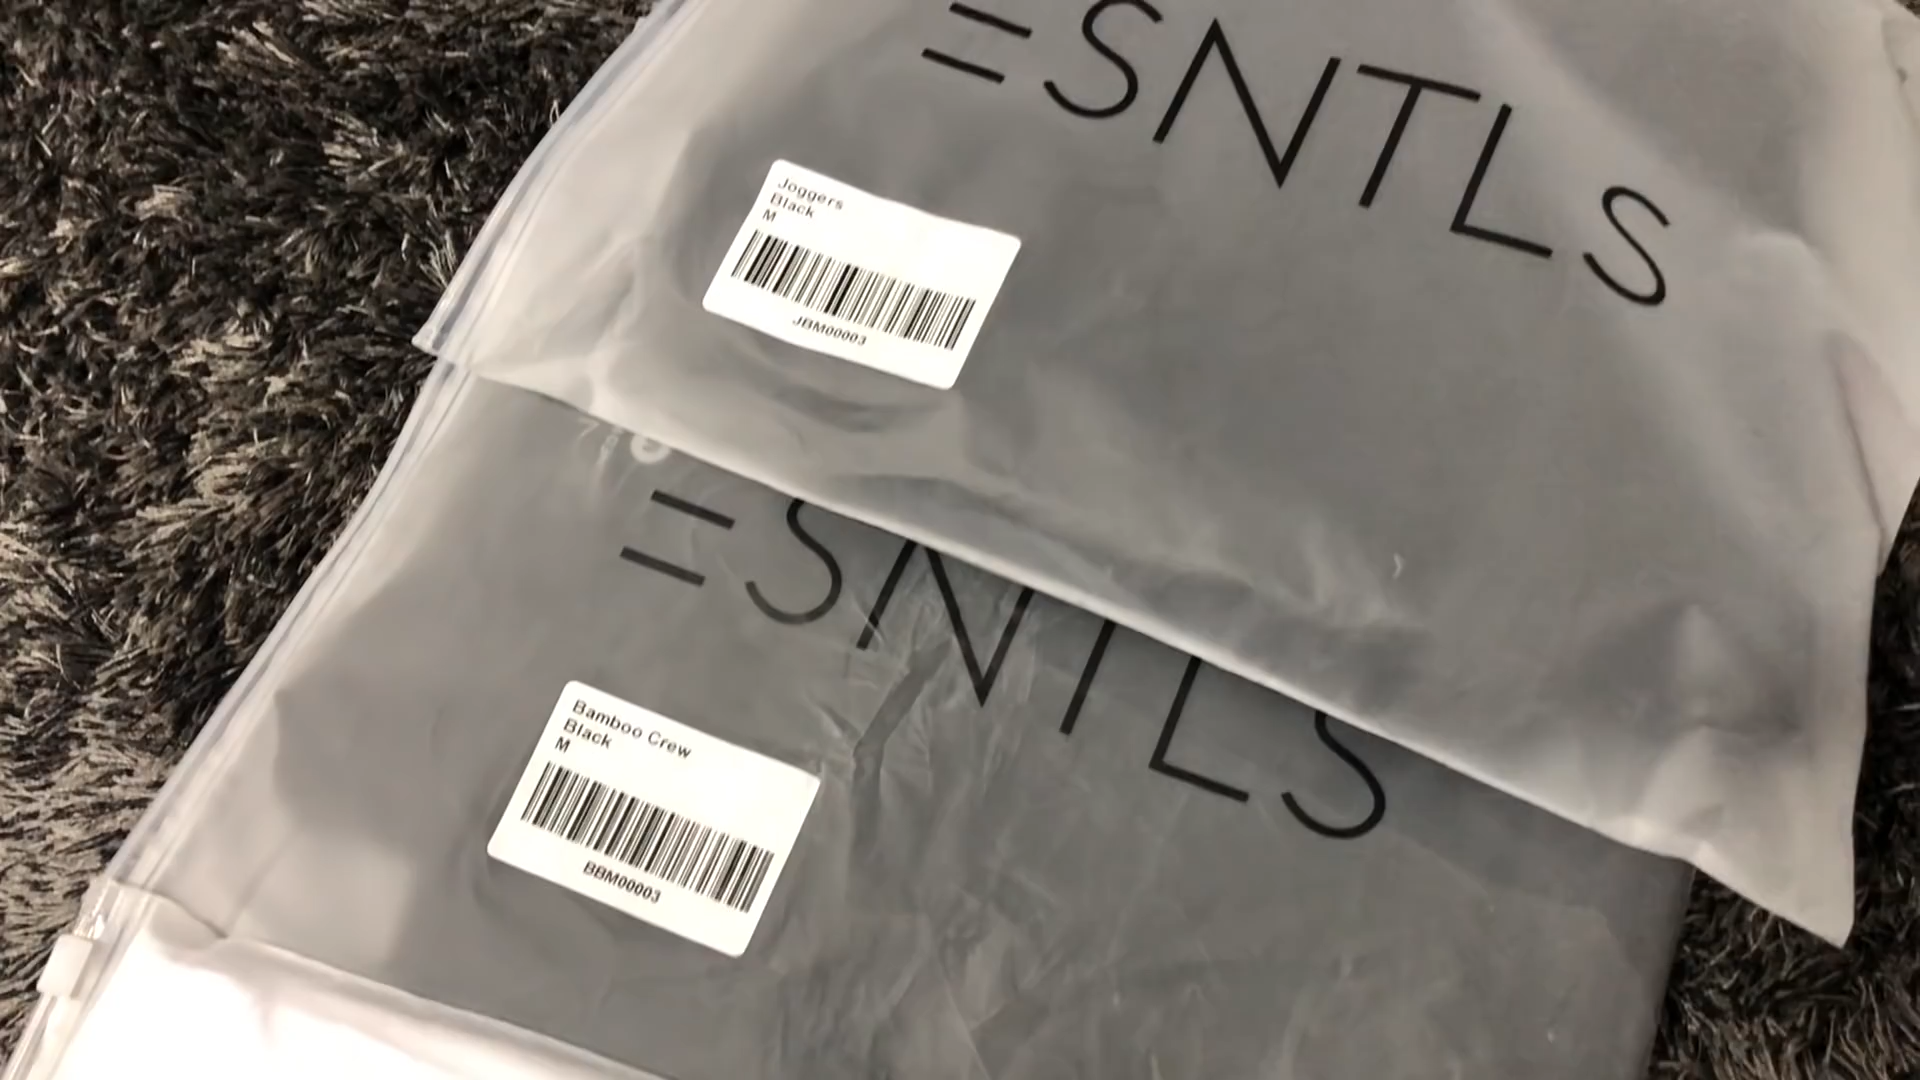 ESNTLS
Joggers
Black
M
JBM00003
ESNTLS
Bamboo Crew
Black
M
BBM00003